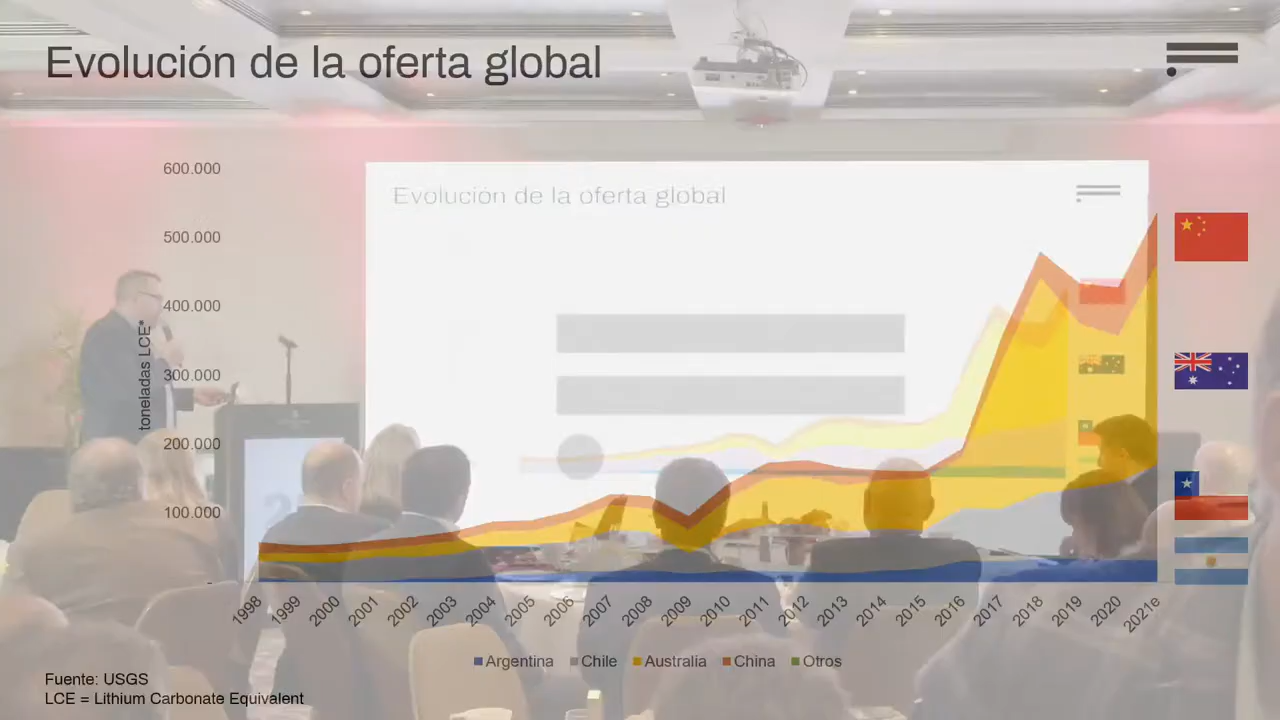 Evolución de la oferta global
Evolución de la oferta global
600.000
500.000
400.000
300.000
200.000
100.000
-
toneladas LCE*
1998
1999
2000
2001
2002
2003
2004
2005
2006
2007
2008
2009
2010
2011
2012
2013
2014
2015
2016
2017
2018
2019
2020
2021e
Argentina
Chile
Australia
China
Otros
Fuente: USGS
LCE = Lithium Carbonate Equivalent